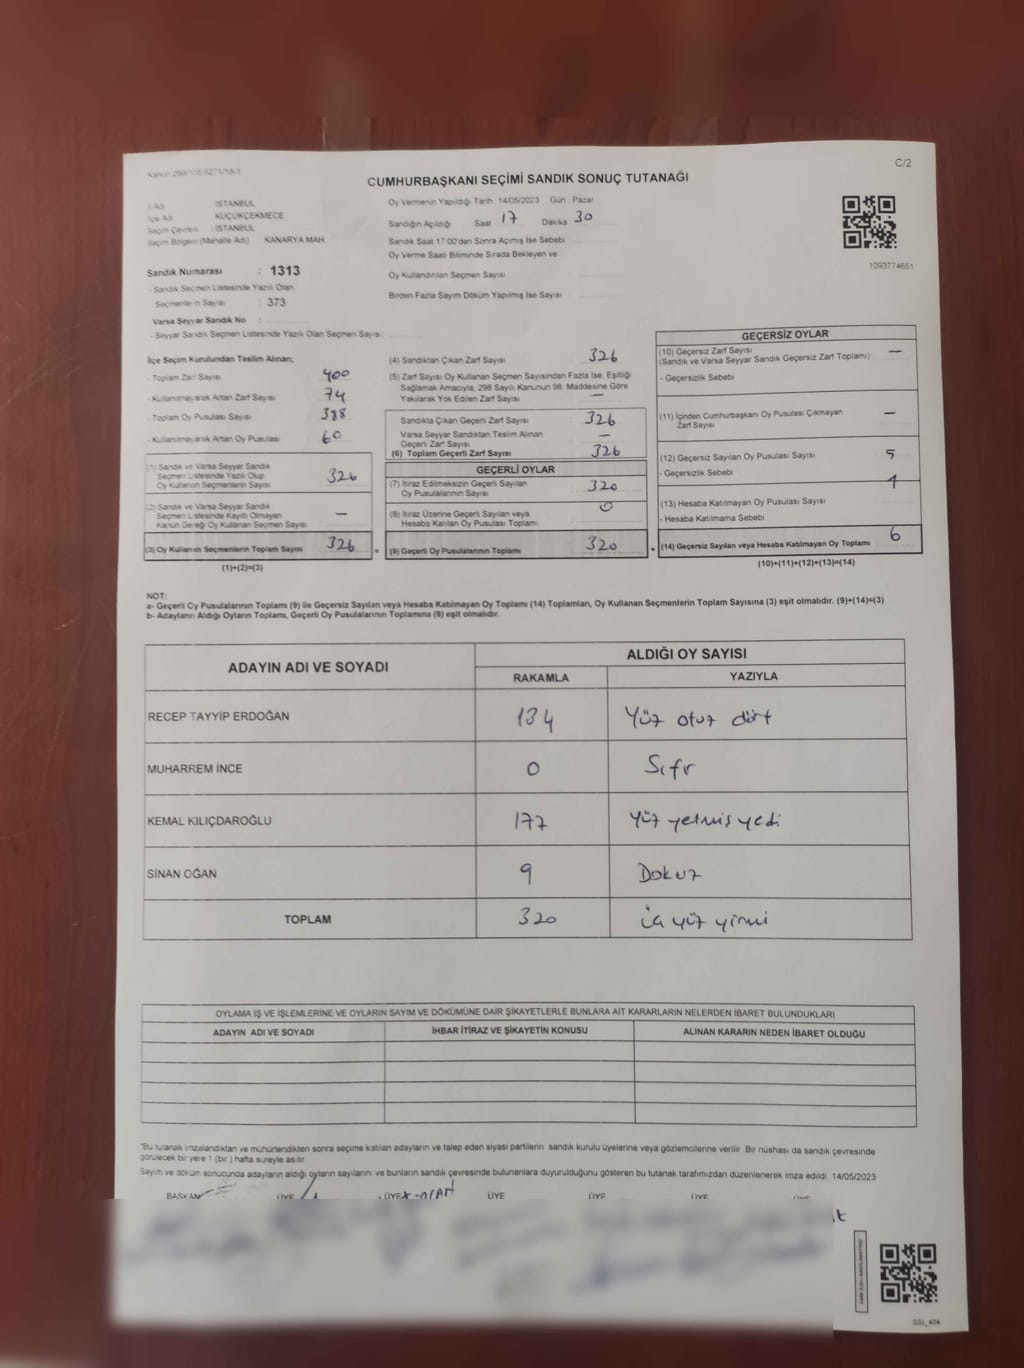 Kanun 298/105.6271/18-1
C/2
CUMHURBAŞKANI SEÇİMİ SANDIK SONUÇ TUTANAĞI
İl Adı : İSTANBUL
İlçe Adı : KÜÇÜKÇEKMECE
Seçim Çevresi : İSTANBUL
Seçim Bölgesi (Mahalle Adı) KANARYA MAH.
Sandık Numarası : 1313
- Sandık Seçmen Listesinde Yazılı Olan
Seçmenlerin Sayısı : 373
Varsa Seyyar Sandık No :
- Seyyar Sandık Seçmen Listesinde Yazılı Olan Seçmen Sayısı
Oy Vermenin Yapıldığı Tarih 14/05/2023 Gün : Pazar
Sandığın Açıldığı Saat 17 Dakika 30
Sandık Saat 17:00'den Sonra Açımış İse Sebebi
Oy Verme Saati Bitiminde Sırada Bekleyen ve
Oy Kullandırılan Seçmen Sayısı
Birden Fazla Sayım Döküm Yapılmış İse Sayısı
1093774651
İlçe Seçim Kurulundan Teslim Alınan;
- Toplam Zarf Sayısı 400
- Kullanılmayarak Artan Zarf Sayısı 74
- Toplam Oy Pusulası Sayısı 388
- Kullanılmayarak Artan Oy Pusulası 60
(1) Sandık ve Varsa Seyyar Sandık
Seçmen Listesinde Yazılı Olup
Oy Kullanan Seçmenlerin Sayısı 326
(2) Sandık ve Varsa Seyyar Sandık
Seçmen Listesinde Kayıtlı Olmayan
Kanun Gereği Oy Kullanan Seçmen Sayısı —
(3) Oy Kullanan Seçmenlerin Toplam Sayısı 326 =
(1)+(2)=(3)
(4) Sandıktan Çıkan Zarf Sayısı 326
(5) Zarf Sayısı Oy Kullanan Seçmen Sayısından Fazla İse, Eşitliği
Sağlamak Amacıyla, 298 Sayılı Kanunun 98. Maddesine Göre
Yakılarak Yok Edilen Zarf Sayısı —
Sandıkta Çıkan Geçerli Zarf Sayısı 326
Varsa Seyyar Sandıktan Teslim Alınan
Geçerli Zarf Sayısı —
(6) Toplam Geçerli Zarf Sayısı 326
GEÇERLİ OYLAR
(7) İtiraz Edilmeksizin Geçerli Sayılan
Oy Pusulalarının Sayısı 320
(8) İtiraz Üzerine Geçerli Sayılan veya
Hesaba Katılan Oy Pusulası Toplamı 0
(9) Geçerli Oy Pusulalarının Toplamı 320 +
GEÇERSİZ OYLAR
(10) Geçersiz Zarf Sayısı —
(Sandık ve Varsa Seyyar Sandık Geçersiz Zarf Toplamı)
- Geçersizlik Sebebi
(11) İçinden Cumhurbaşkanı Oy Pusulası Çıkmayan
Zarf Sayısı —
(12) Geçersiz Sayılan Oy Pusulası Sayısı 5
- Geçersizlik Sebebi
1
(13) Hesaba Katılmayan Oy Pusulası Sayısı
- Hesaba Katılmama Sebebi
(14) Geçersiz Sayılan veya Hesaba Katılmayan Oy Toplamı 6
(10)+(11)+(12)+(13)=(14)
NOT:
a- Geçerli Oy Pusulalarının Toplamı (9) ile Geçersiz Sayılan veya Hesaba Katılmayan Oy Toplamı (14) Toplamları, Oy Kullanan Seçmenlerin Toplam Sayısına (3) eşit olmalıdır. (9)+(14)=(3)
b- Adayların Aldığı Oyların Toplamı, Geçerli Oy Pusulalarının Toplamına (9) eşit olmalıdır.
ADAYIN ADI VE SOYADI
ALDIĞI OY SAYISI
RAKAMLA YAZIYLA
RECEP TAYYİP ERDOĞAN 134 Yüz otuz dört
MUHARREM İNCE 0 Sıfır
KEMAL KILIÇDAROĞLU 177 Yüz yetmiş yedi
SİNAN OĞAN 9 Dokuz
TOPLAM 320 üç yüz yirmi
OYLAMA İŞ VE İŞLEMLERİNE VE OYLARIN SAYIM VE DÖKÜMÜNE DAİR ŞİKAYETLERLE BUNLARA AİT KARARLARIN NELERDEN İBARET BULUNDUKLARI
ADAYIN ADI VE SOYADI İHBAR İTİRAZ VE ŞİKAYETİN KONUSU ALINAN KARARIN NEDEN İBARET OLDUĞU
*Bu tutanak imzalandıktan ve mühürlendikten sonra seçime katılan adayların ve talep eden siyasi partilerin sandık kurulu üyelerine veya gözlemcilerine verilir. Bir nüshası da sandık çevresinde
görülecek bir yere 1 (bir ) hafta süreyle asılır.
Sayım ve döküm sonucunda adayların aldığı oyların sayılarını ve bunların sandık çevresinde bulunanlara duyurulduğunu gösteren bu tutanak tarafımızdan düzenlenerek imza edildi. 14/05/2023
BAŞKAN ÜYE ÜYE ÜYE ÜYE ÜYE ÜYE
SSI_404